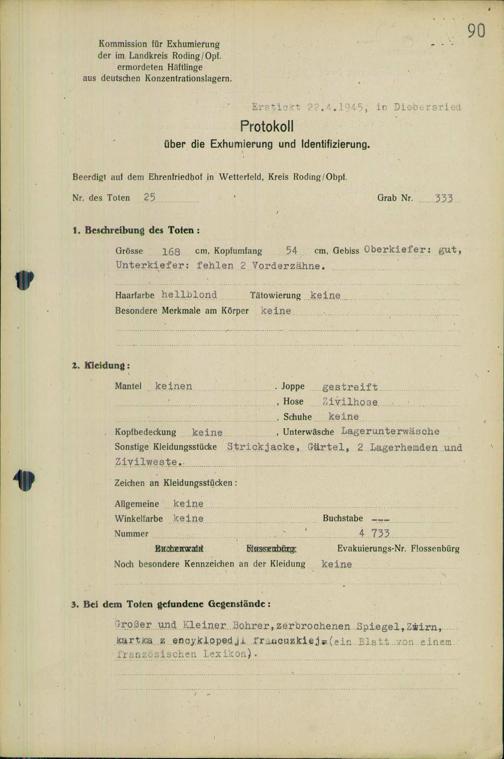 90
Kommission für Exhumierung
der im Landkreis Roding/Opf.
ermordeten Häftlinge
aus deutschen Konzentrationslagern.
Erstickt 22.4.1945, in Diebersried
Protokoll
über die Exhumierung und Identifizierung.
Beerdigt auf dem Ehrenfriedhof in Wetterfeld, Kreis Roding/Obpf.
Nr. des Toten 25 Grab Nr. 333
1. Beschreibung des Toten:
Grösse 168 cm, Kopfumfang 54 cm, Gebiss Oberkiefer: gut,
Unterkiefer: fehlen 2 Vorderzähne.
Haarfarbe hellblond Tätowierung keine
Besondere Merkmale am Körper keine
2. Kleidung:
Mantel keinen, Joppe gestreift
, Hose Zivilhose
, Schuhe keine
Kopfbedeckung keine, Unterwäsche Lagerunterwäsche
Sonstige Kleidungsstücke Strickjacke, Gürtel, 2 Lagerhemden und
Zivilweste.
Zeichen an Kleidungsstücken:
Allgemeine keine
Winkelfarbe keine Buchstabe ---
Nummer 4 733
Buchenwald Flossenbürg Evakuierungs-Nr. Flossenbürg
Noch besondere Kennzeichen an der Kleidung keine
3. Bei dem Toten gefundene Gegenstände:
Großer und Kleiner Bohrer, zerbrochenen Spiegel, Zwirn,
kartka z encyklopedji francuzkiej.(ein Blatt von einem
französischen Lexikon).